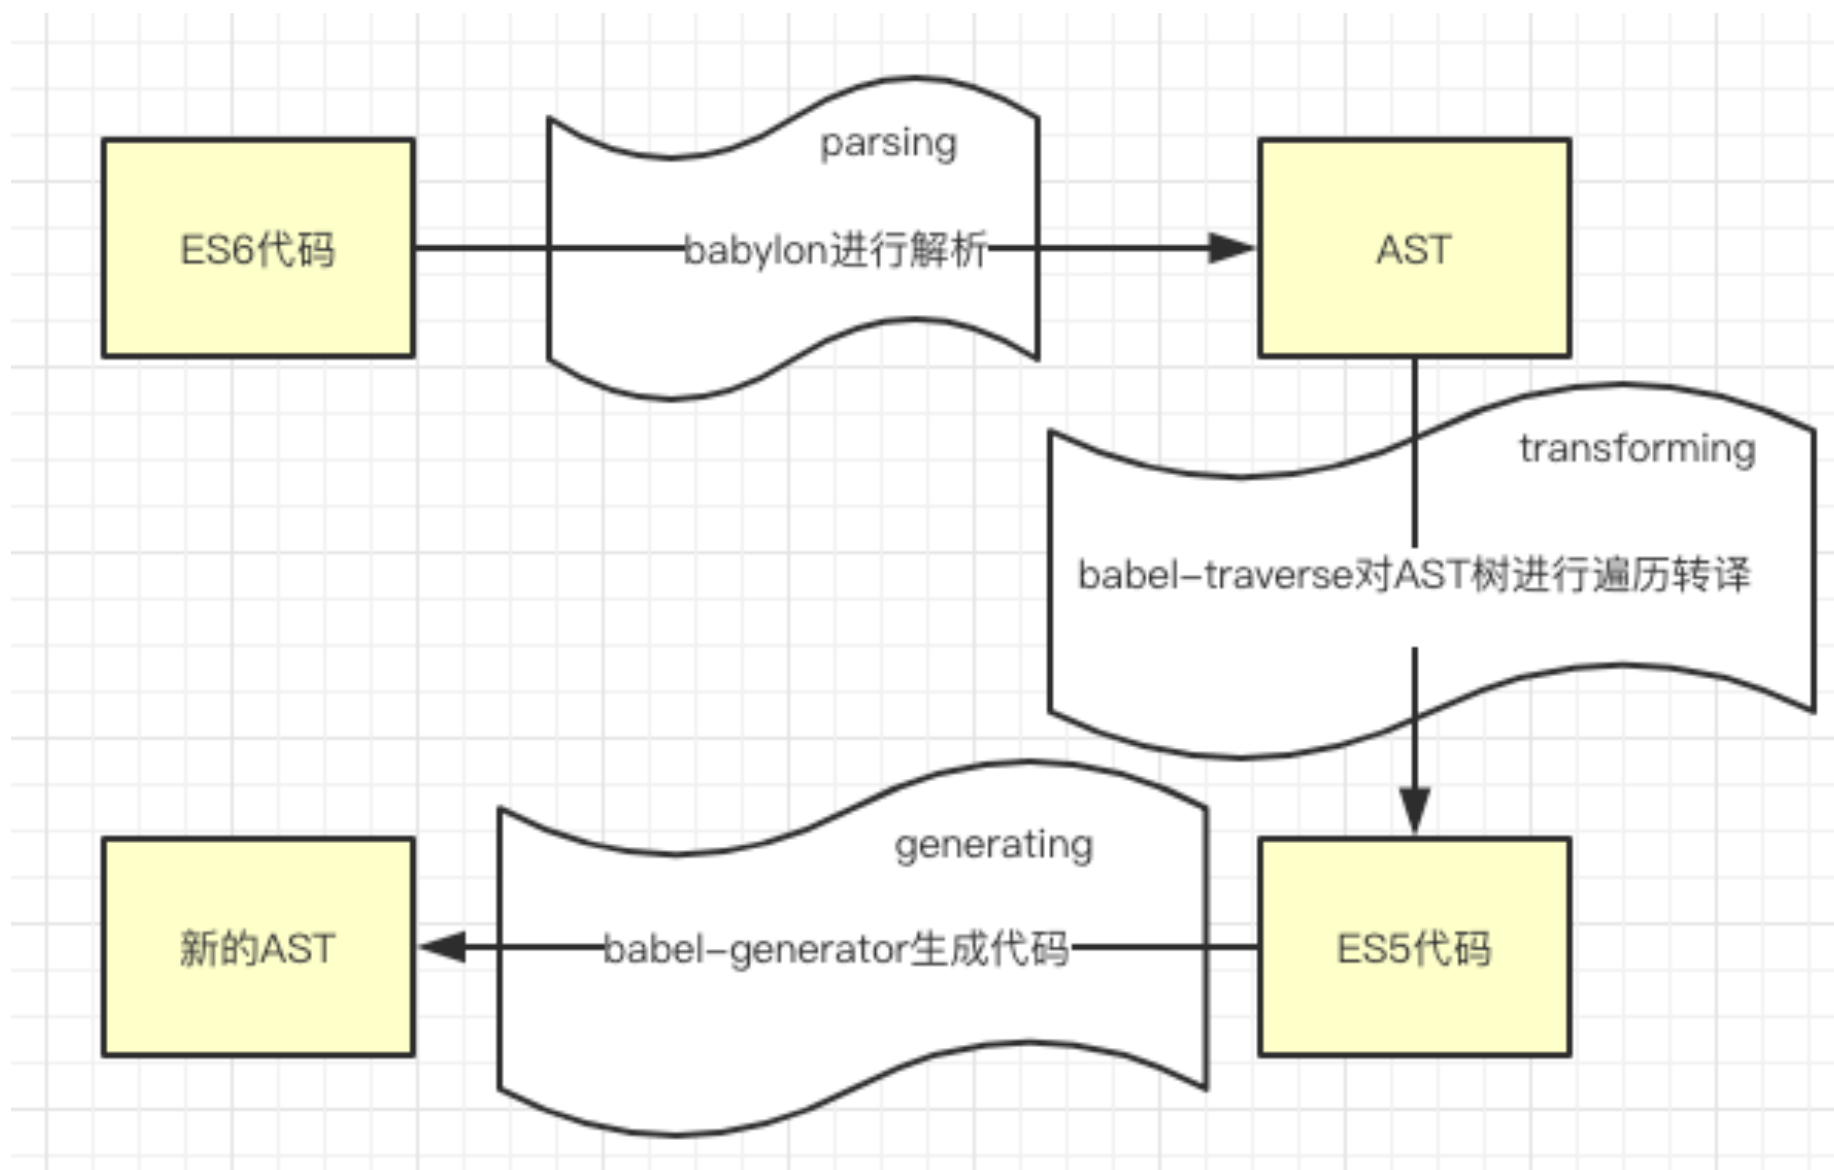 parsing
ES6代码
babylon进行解析
AST
transforming
babel-traverse对AST树进行遍历转译
generating
新的AST
babel-generator生成代码
ES5代码